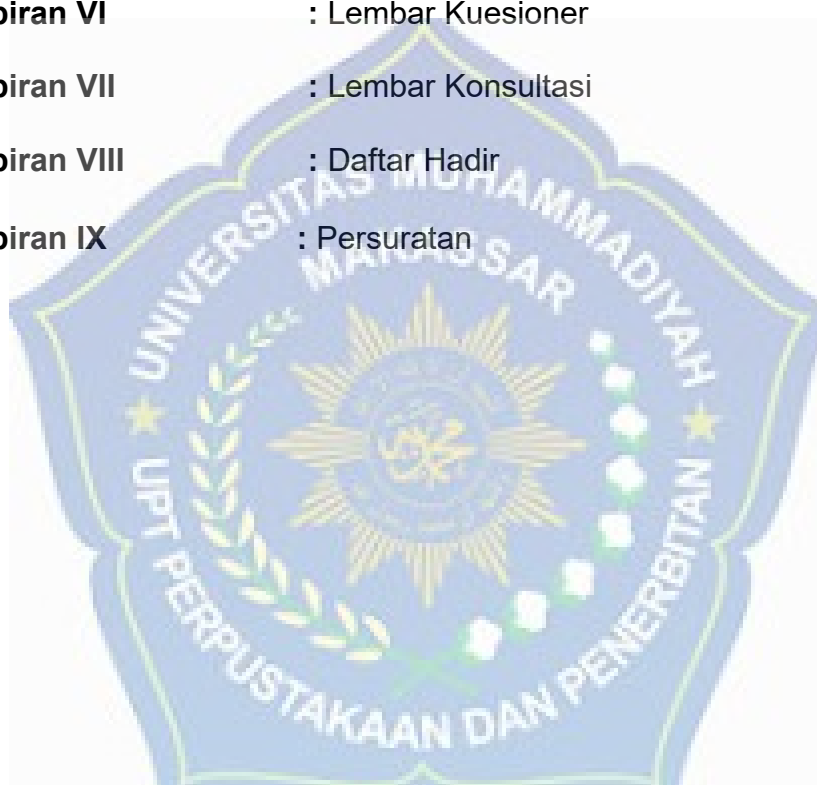 piran VI : Lembar Kuesioner
piran VII : Lembar Konsultasi
piran VIII : Daftar Hadir
piran IX : Persuratan
UNIVERSITAS MUHAMMADIYAH
MAKASSAR
UPT PERPUSTAKAAN DAN PENERBITAN